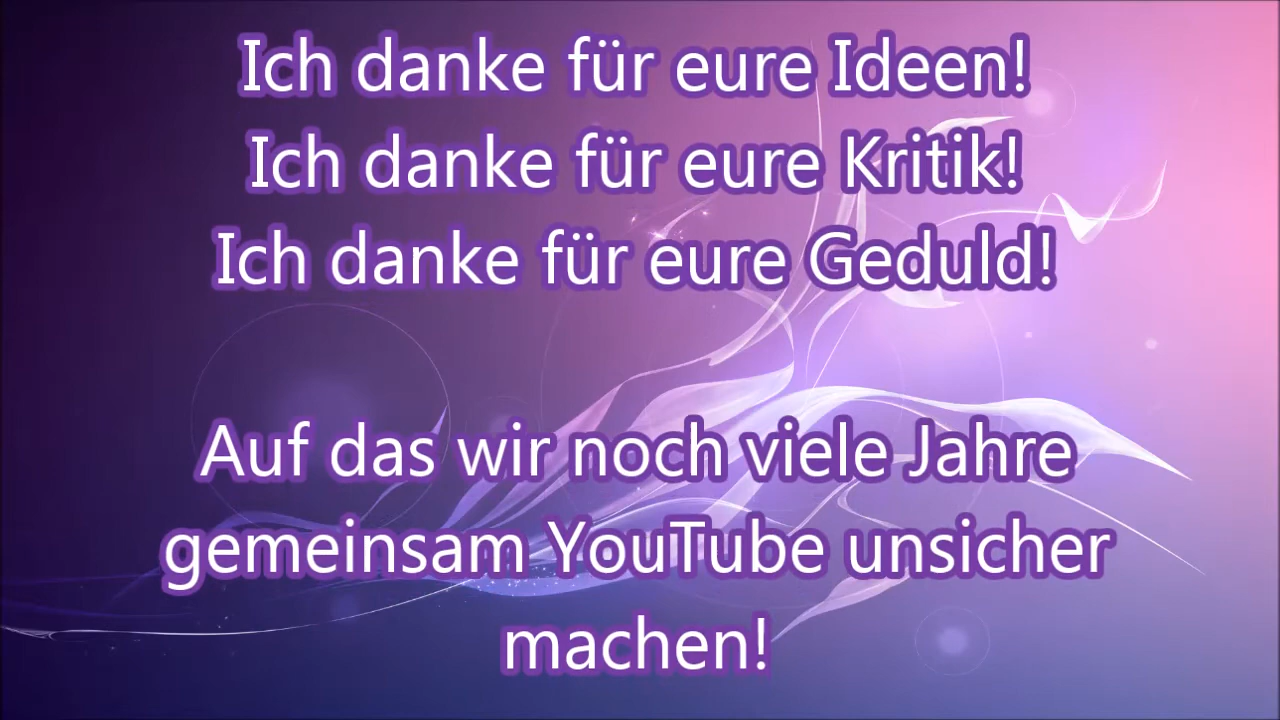 Ich danke für eure Ideen!
Ich danke für eure Kritik!
Ich danke für eure Geduld!
Auf das wir noch viele Jahre
gemeinsam YouTube unsicher
machen!